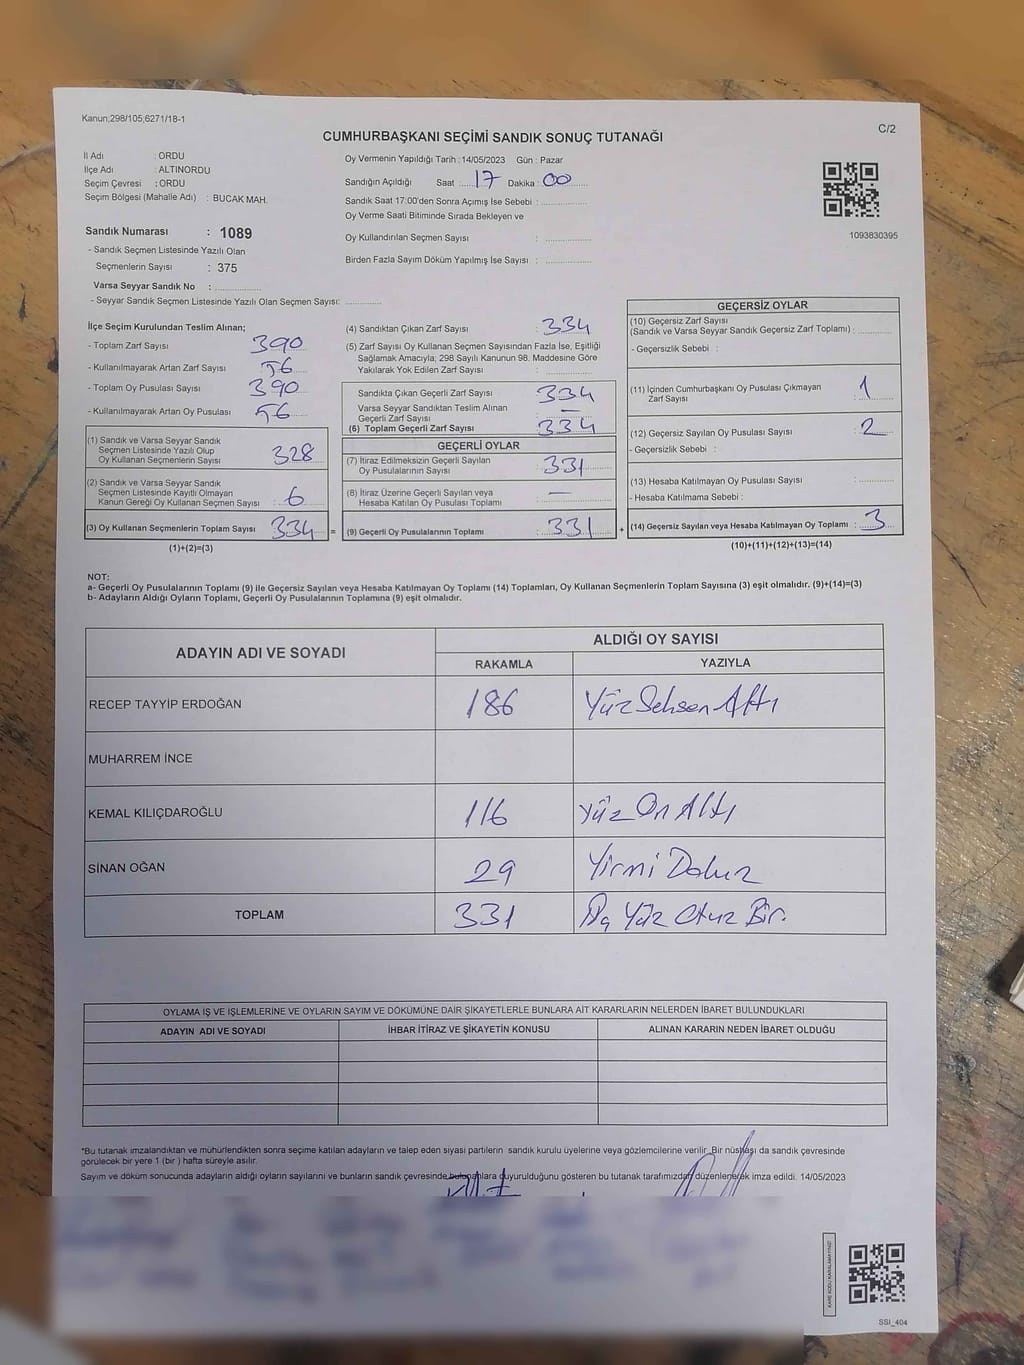 Kanun;298/105;6271/18-1
CUMHURBAŞKANI SEÇİMİ SANDIK SONUÇ TUTANAĞI
C/2
İl Adı : ORDU
İlçe Adı : ALTINORDU
Seçim Çevresi : ORDU
Seçim Bölgesi (Mahalle Adı) : BUCAK MAH.
Sandık Numarası : 1089
- Sandık Seçmen Listesinde Yazılı Olan
Seçmenlerin Sayısı : 375
Varsa Seyyar Sandık No :
- Seyyar Sandık Seçmen Listesinde Yazılı Olan Seçmen Sayısı:
Oy Vermenin Yapıldığı Tarih : 14/05/2023 Gün : Pazar
Sandığın Açıldığı Saat : 17 Dakika : 00
Sandık Saat 17:00'den Sonra Açımış İse Sebebi :
Oy Verme Saati Bitiminde Sırada Bekleyen ve
Oy Kullandırılan Seçmen Sayısı :
Birden Fazla Sayım Döküm Yapılmış İse Sayısı :
1093830395
İlçe Seçim Kurulundan Teslim Alınan;
- Toplam Zarf Sayısı 390
- Kullanılmayarak Artan Zarf Sayısı 56
- Toplam Oy Pusulası Sayısı 390
- Kullanılmayarak Artan Oy Pusulası 56
(1) Sandık ve Varsa Seyyar Sandık
Seçmen Listesinde Yazılı Olup
Oy Kullanan Seçmenlerin Sayısı 328
(2) Sandık ve Varsa Seyyar Sandık
Seçmen Listesinde Kayıtlı Olmayan
Kanun Gereği Oy Kullanan Seçmen Sayısı : 6
(3) Oy Kullanan Seçmenlerin Toplam Sayısı 334 =
(1)+(2)=(3)
(4) Sandıktan Çıkan Zarf Sayısı : 334
(5) Zarf Sayısı Oy Kullanan Seçmen Sayısından Fazla İse, Eşitliği
Sağlamak Amacıyla; 298 Sayılı Kanunun 98. Maddesine Göre
Yakılarak Yok Edilen Zarf Sayısı :
Sandıkta Çıkan Geçerli Zarf Sayısı : 334
Varsa Seyyar Sandıktan Teslim Alınan
Geçerli Zarf Sayısı : —
(6) Toplam Geçerli Zarf Sayısı : 334
GEÇERLİ OYLAR
(7) İtiraz Edilmeksizin Geçerli Sayılan
Oy Pusulalarının Sayısı : 331
(8) İtiraz Üzerine Geçerli Sayılan veya
Hesaba Katılan Oy Pusulası Toplamı : —
(9) Geçerli Oy Pusulalarının Toplamı : 331 +
GEÇERSİZ OYLAR
(10) Geçersiz Zarf Sayısı
(Sandık ve Varsa Seyyar Sandık Geçersiz Zarf Toplamı) :
- Geçersizlik Sebebi :
(11) İçinden Cumhurbaşkanı Oy Pusulası Çıkmayan
Zarf Sayısı : 1
(12) Geçersiz Sayılan Oy Pusulası Sayısı : 2
- Geçersizlik Sebebi :
(13) Hesaba Katılmayan Oy Pusulası Sayısı :
- Hesaba Katılmama Sebebi :
(14) Geçersiz Sayılan veya Hesaba Katılmayan Oy Toplamı : 3
(10)+(11)+(12)+(13)=(14)
NOT:
a- Geçerli Oy Pusulalarının Toplamı (9) ile Geçersiz Sayılan veya Hesaba Katılmayan Oy Toplamı (14) Toplamları, Oy Kullanan Seçmenlerin Toplam Sayısına (3) eşit olmalıdır. (9)+(14)=(3)
b- Adayların Aldığı Oyların Toplamı, Geçerli Oy Pusulalarının Toplamına (9) eşit olmalıdır.
ADAYIN ADI VE SOYADI
ALDIĞI OY SAYISI
RAKAMLA YAZIYLA
RECEP TAYYİP ERDOĞAN 186 Yüz Seksen Altı
MUHARREM İNCE
KEMAL KILIÇDAROĞLU 116 Yüz On Altı
SİNAN OĞAN 29 Yirmi Dokuz
TOPLAM 331 Üç Yüz Otuz Bir.
OYLAMA İŞ VE İŞLEMLERİNE VE OYLARIN SAYIM VE DÖKÜMÜNE DAİR ŞİKAYETLERLE BUNLARA AİT KARARLARIN NELERDEN İBARET BULUNDUKLARI
ADAYIN ADI VE SOYADI İHBAR İTİRAZ VE ŞİKAYETİN KONUSU ALINAN KARARIN NEDEN İBARET OLDUĞU
*Bu tutanak imzalandıktan ve mühürlendikten sonra seçime katılan adayların ve talep eden siyasi partilerin sandık kurulu üyelerine veya gözlemcilerine verilir. Bir nüshası da sandık çevresinde
görülecek bir yere 1 (bir ) hafta süreyle asılır.
Sayım ve döküm sonucunda adayların aldığı oyların sayılarını ve bunların sandık çevresinde bulunanlara duyurulduğunu gösteren bu tutanak tarafımızdan düzenlenerek imza edildi. 14/05/2023
KARE KODU KARALAMAYINIZ!
SSİ_404